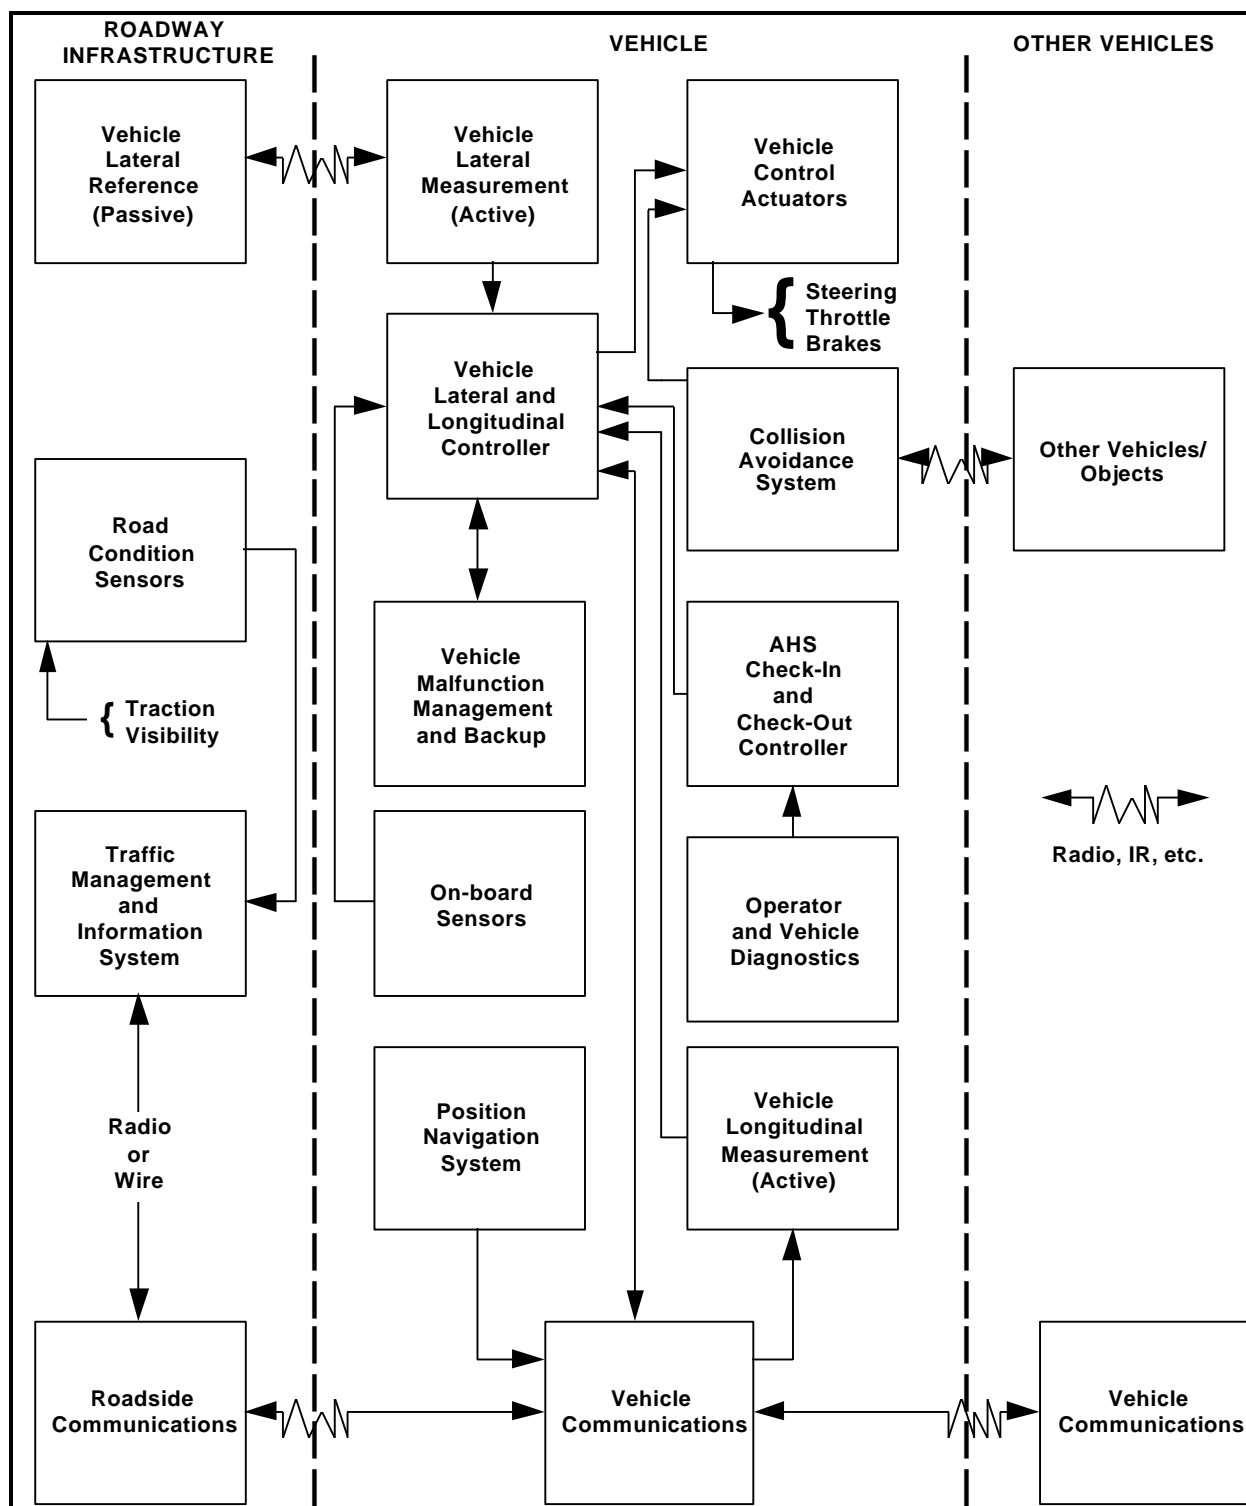 ROADWAY
INFRASTRUCTURE
VEHICLE
OTHER VEHICLES
Vehicle
Lateral
Reference
(Passive)
Vehicle
Lateral
Measurement
(Active)
Vehicle
Control
Actuators
{ Steering
Throttle
Brakes
Vehicle
Lateral and
Longitudinal
Controller
Collision
Avoidance
System
Other Vehicles/
Objects
Road
Condition
Sensors
{ Traction
Visibility
Vehicle
Malfunction
Management
and Backup
AHS
Check-In
and
Check-Out
Controller
Traffic
Management
and
Information
System
On-board
Sensors
Operator
and Vehicle
Diagnostics
Radio, IR, etc.
Radio
or
Wire
Position
Navigation
System
Vehicle
Longitudinal
Measurement
(Active)
Roadside
Communications
Vehicle
Communications
Vehicle
Communications